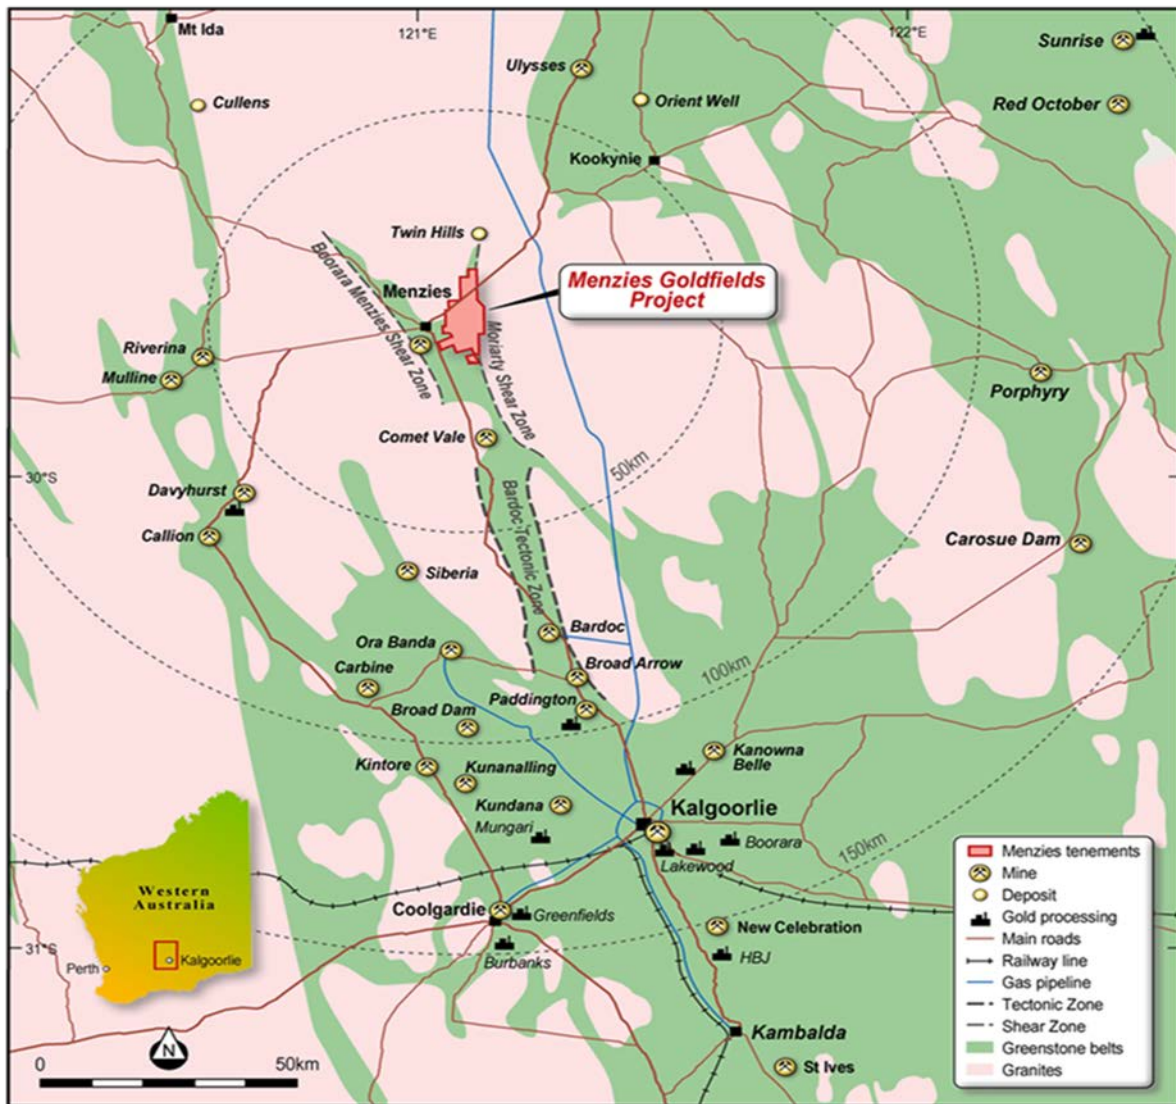 121°E
122°E
Mt Ida
Sunrise
Ulysses
Cullens
Orient Well
Red October
Kookynie
Twin Hills
Boorara Menzies Shear Zone
Menzies
Menzies Goldfields
Project
Moriarty Shear Zone
Riverina
Mulline
Porphyry
Comet Vale
50km
30°S
Davyhurst
Bardoc Tectonic Zone
Callion
Carosue Dam
Siberia
Bardoc
Ora Banda
Broad Arrow
Carbine
100km
Paddington
Broad Dam
Kanowna
Belle
Kintore
Kunanalling
Kundana
Kalgoorlie
Mungari
Boorara
150km
Lakewood
Western
Australia
Perth
Kalgoorlie
Coolgardie
Greenfields
New Celebration
31°S
Burbanks
HBJ
Kambalda
St Ives
N
0
50km
Menzies tenements
Mine
Deposit
Gold processing
Main roads
Railway line
Gas pipeline
Tectonic Zone
Shear Zone
Greenstone belts
Granites